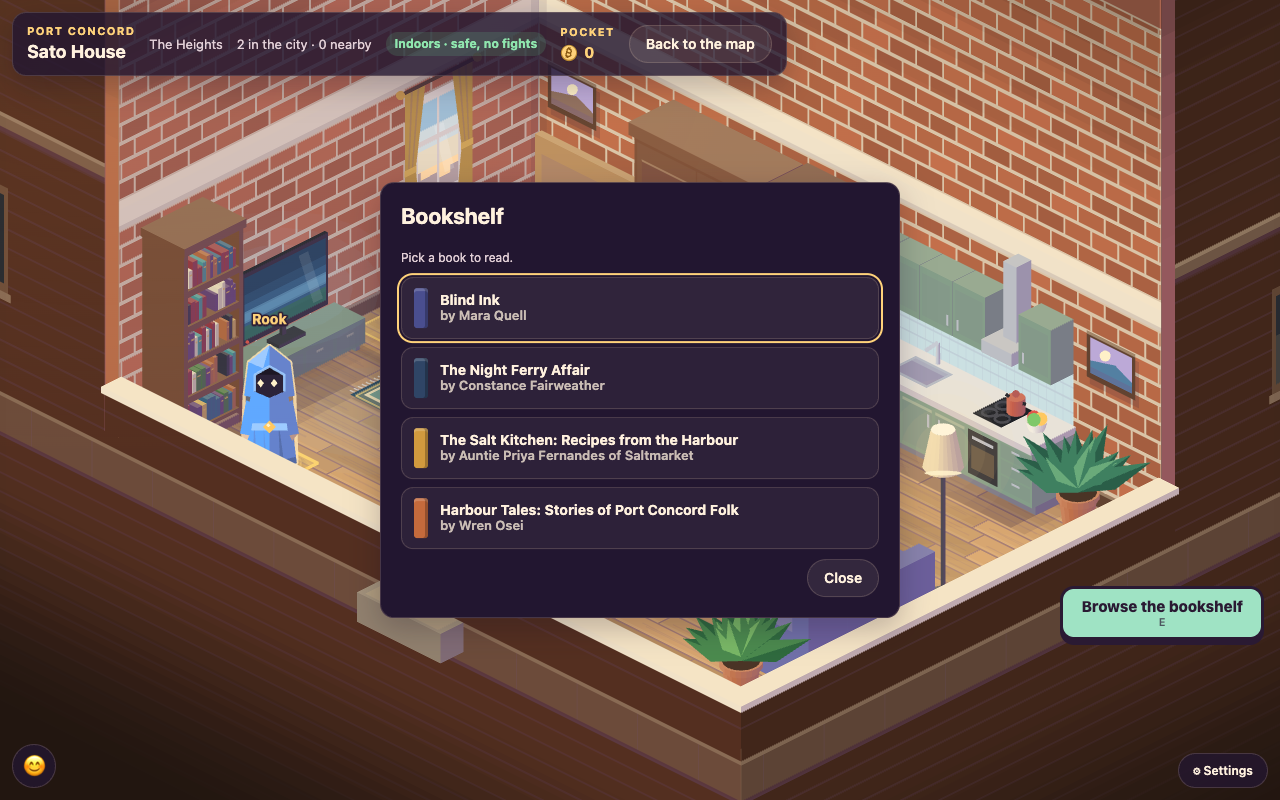 PORT CONCORD
Sato House
The Heights
2 in the city · 0 nearby
Indoors · safe, no fights
POCKET
0
Back to the map
Bookshelf
Pick a book to read.
Blind Ink
by Mara Quell
The Night Ferry Affair
by Constance Fairweather
The Salt Kitchen: Recipes from the Harbour
by Auntie Priya Fernandes of Saltmarket
Harbour Tales: Stories of Port Concord Folk
by Wren Osei
Close
Rook
Browse the bookshelf
E
Settings